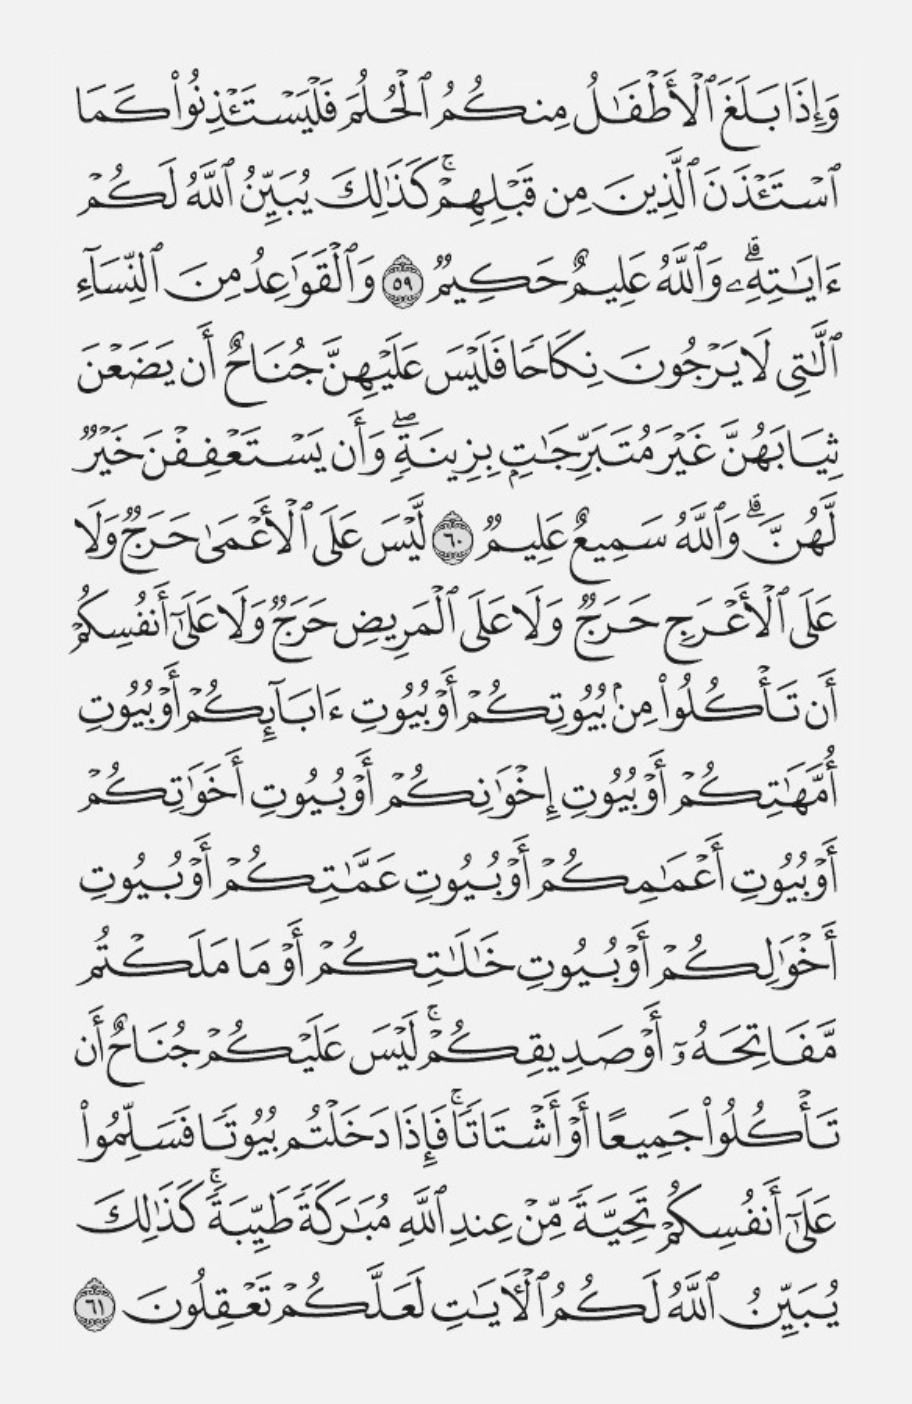 وَإِذَا بَلَغَ ٱلْأَطْفَٰلُ مِنكُمُ ٱلْحُلُمَ فَلْيَسْتَـْٔذِنُوا۟ كَمَا
ٱسْتَـْٔذَنَ ٱلَّذِينَ مِن قَبْلِهِمْ ۚ كَذَٰلِكَ يُبَيِّنُ ٱللَّهُ لَكُمْ
ءَايَٰتِهِۦ ۗ وَٱللَّهُ عَلِيمٌ حَكِيمٌ ٥٩ وَٱلْقَوَٰعِدُ مِنَ ٱلنِّسَآءِ
ٱلَّٰتِى لَا يَرْجُونَ نِكَاحًا فَلَيْسَ عَلَيْهِنَّ جُنَاحٌ أَن يَضَعْنَ
ثِيَابَهُنَّ غَيْرَ مُتَبَرِّجَٰتٍۭ بِزِينَةٍ ۖ وَأَن يَسْتَعْفِفْنَ خَيْرٌ
لَّهُنَّ ۗ وَٱللَّهُ سَمِيعٌ عَلِيمٌ ٦٠ لَّيْسَ عَلَى ٱلْأَعْمَىٰ حَرَجٌ وَلَا
عَلَى ٱلْأَعْرَجِ حَرَجٌ وَلَا عَلَى ٱلْمَرِيضِ حَرَجٌ وَلَا عَلَىٰٓ أَنفُسِكُمْ
أَن تَأْكُلُوا۟ مِنۢ بُيُوتِكُمْ أَوْ بُيُوتِ ءَابَآئِكُمْ أَوْ بُيُوتِ
أُمَّهَٰتِكُمْ أَوْ بُيُوتِ إِخْوَٰنِكُمْ أَوْ بُيُوتِ أَخَوَٰتِكُمْ
أَوْ بُيُوتِ أَعْمَٰمِكُمْ أَوْ بُيُوتِ عَمَّٰتِكُمْ أَوْ بُيُوتِ
أَخْوَٰلِكُمْ أَوْ بُيُوتِ خَٰلَٰتِكُمْ أَوْ مَا مَلَكْتُم
مَّفَاتِحَهُۥٓ أَوْ صَدِيقِكُمْ ۚ لَيْسَ عَلَيْكُمْ جُنَاحٌ أَن
تَأْكُلُوا۟ جَمِيعًا أَوْ أَشْتَاتًا ۚ فَإِذَا دَخَلْتُم بُيُوتًا فَسَلِّمُوا۟
عَلَىٰٓ أَنفُسِكُمْ تَحِيَّةً مِّنْ عِندِ ٱللَّهِ مُبَٰرَكَةً طَيِّبَةً ۚ كَذَٰلِكَ
يُبَيِّنُ ٱللَّهُ لَكُمُ ٱلْـَٔايَٰتِ لَعَلَّكُمْ تَعْقِلُونَ ٦١